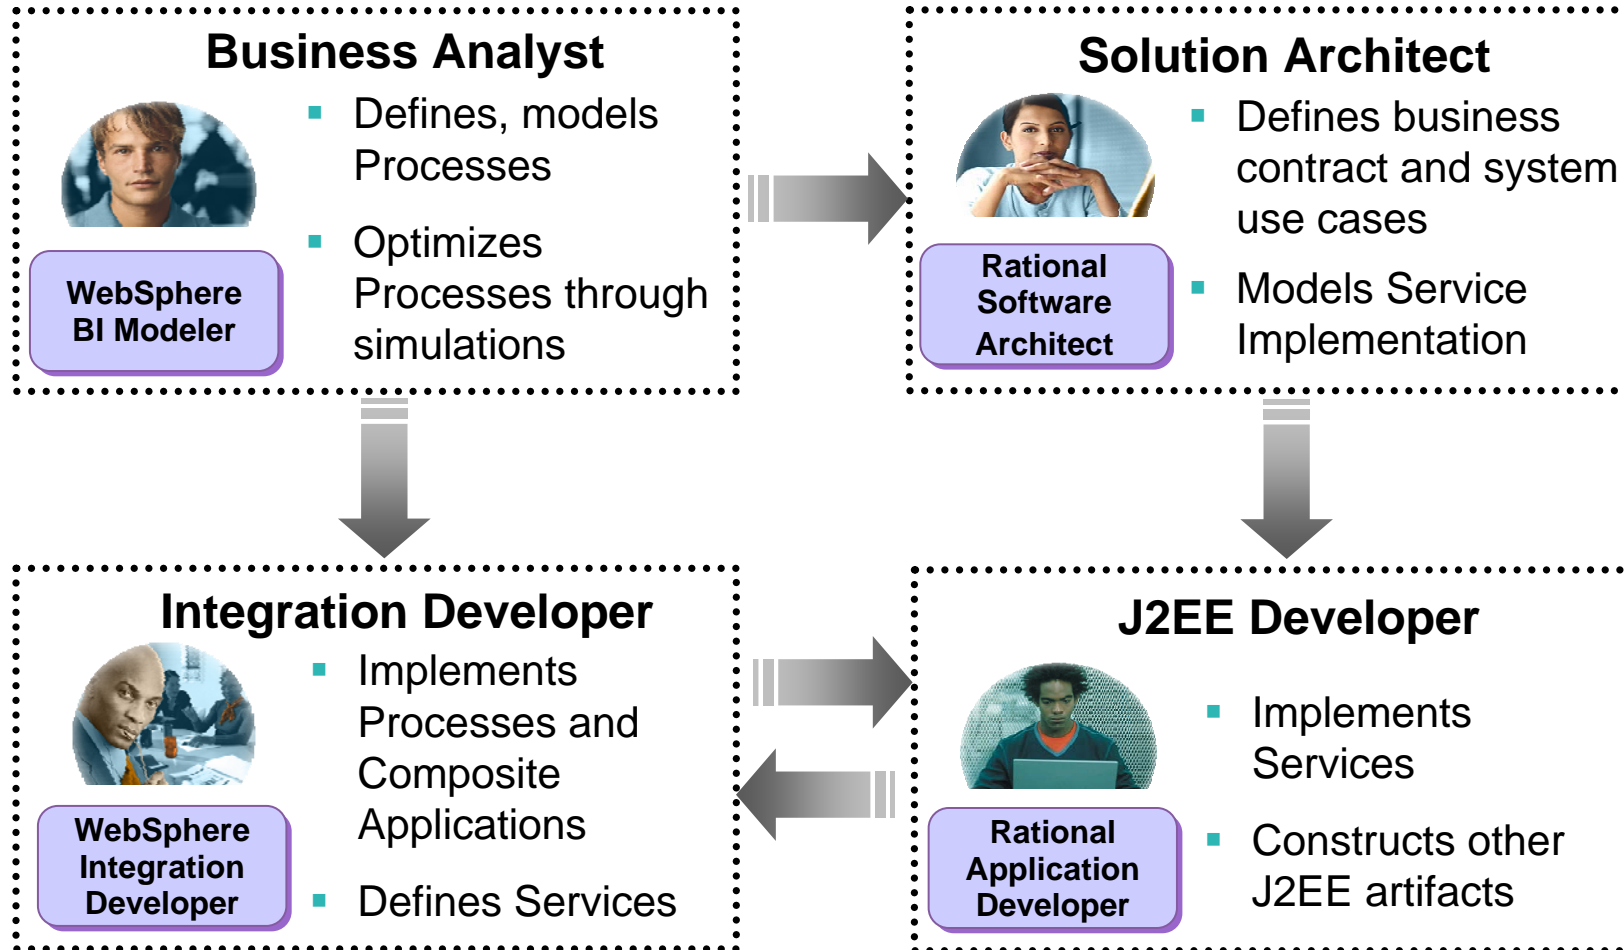 Business Analyst
Defines, models
Processes
Optimizes
Processes through
simulations
WebSphere
BI Modeler
Solution Architect
Defines business
contract and system
use cases
Models Service
Implementation
Rational
Software
Architect
Integration Developer
Implements
Processes and
Composite
Applications
Defines Services
WebSphere
Integration
Developer
J2EE Developer
Implements
Services
Constructs other
J2EE artifacts
Rational
Application
Developer